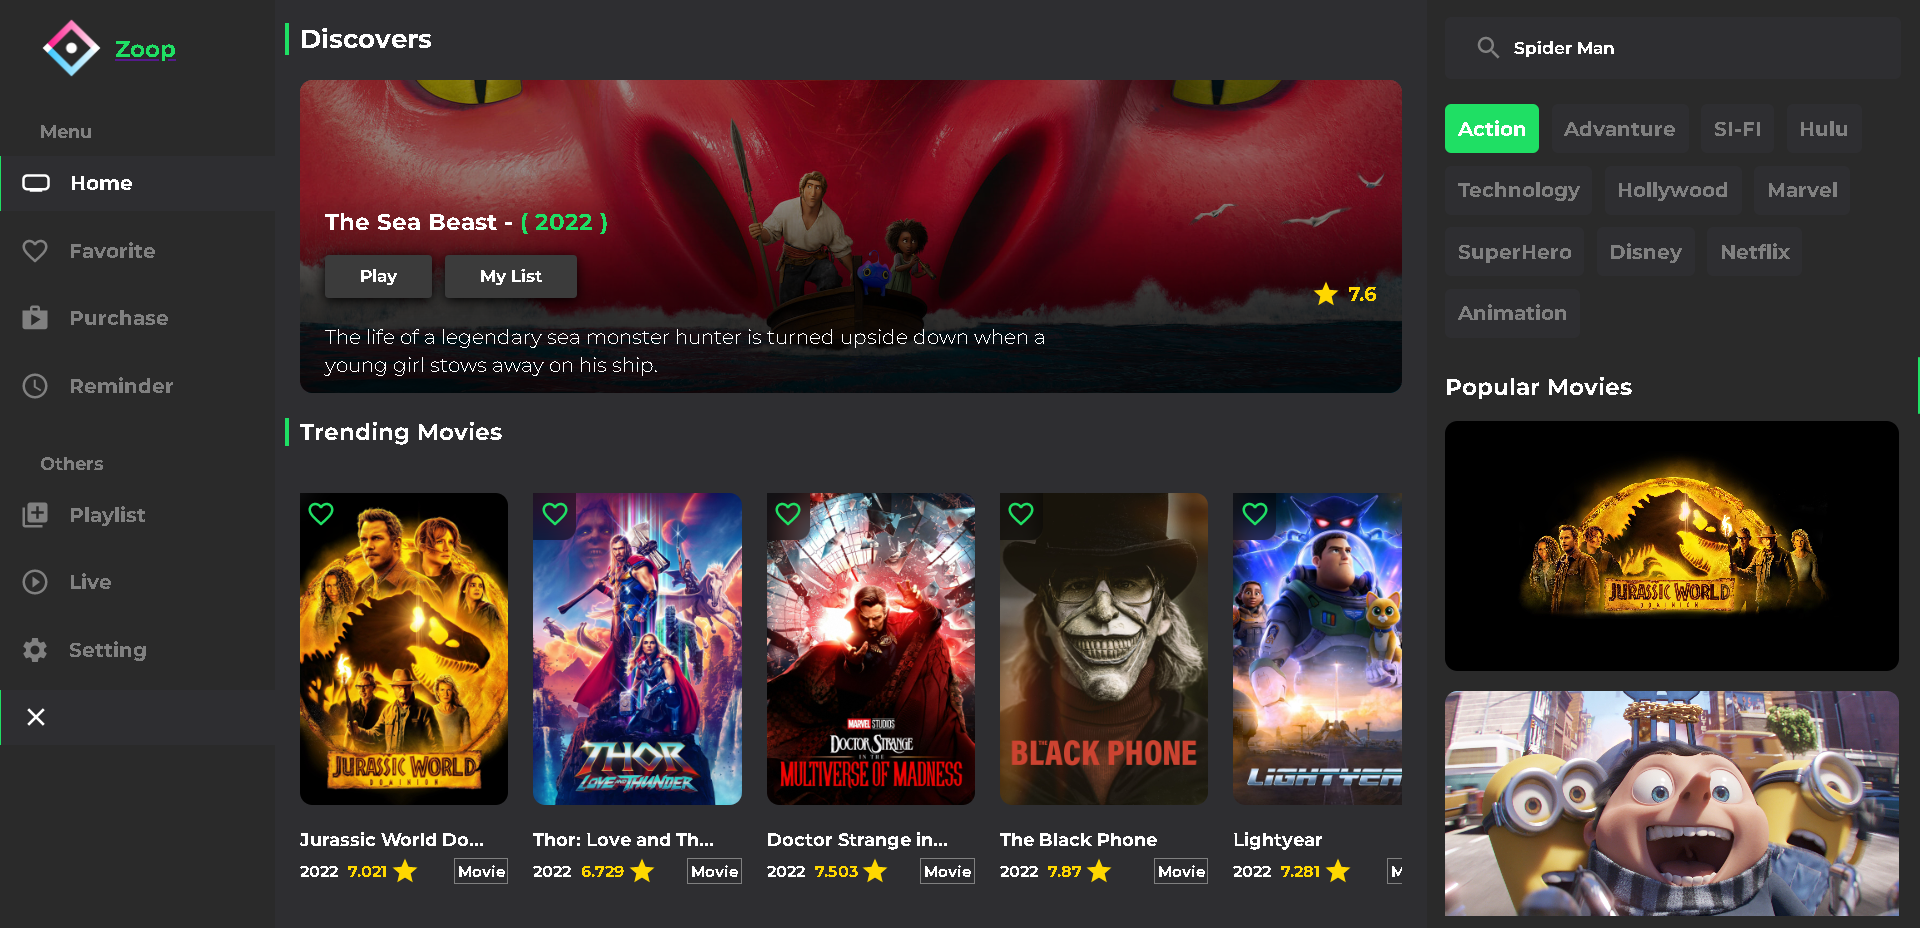 Zoop
Menu
Home
Favorite
Purchase
Reminder
Others
Playlist
Live
Setting
Discovers
The Sea Beast - ( 2022 )
Play
My List
7.6
The life of a legendary sea monster hunter is turned upside down when a
young girl stows away on his ship.
Trending Movies
JURASSIC WORLD
DOMINION
Jurassic World Do...
2022 7.021 Movie
THOR
LOVE AND THUNDER
Thor: Love and Th...
2022 6.729 Movie
MARVEL STUDIOS
DOCTOR STRANGE
IN THE
MULTIVERSE OF MADNESS
Doctor Strange in...
2022 7.503 Movie
THE BLACK PHONE
The Black Phone
2022 7.87 Movie
LIGHTYEAR
Lightyear
2022 7.281 M
Spider Man
Action Advanture SI-FI Hulu
Technology Hollywood Marvel
SuperHero Disney Netflix
Animation
Popular Movies
JURASSIC WORLD
DOMINION